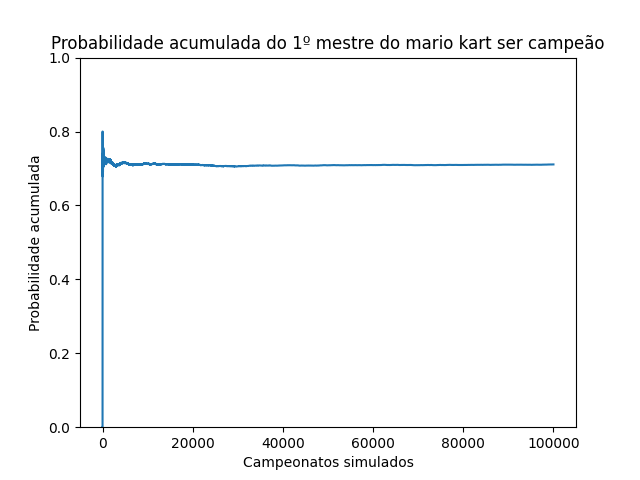 Probabilidade acumulada do 1º mestre do mario kart ser campeão
1.0
0.8
0.6
0.4
0.2
0.0
Probabilidade acumulada
0 20000 40000 60000 80000 100000
Campeonatos simulados